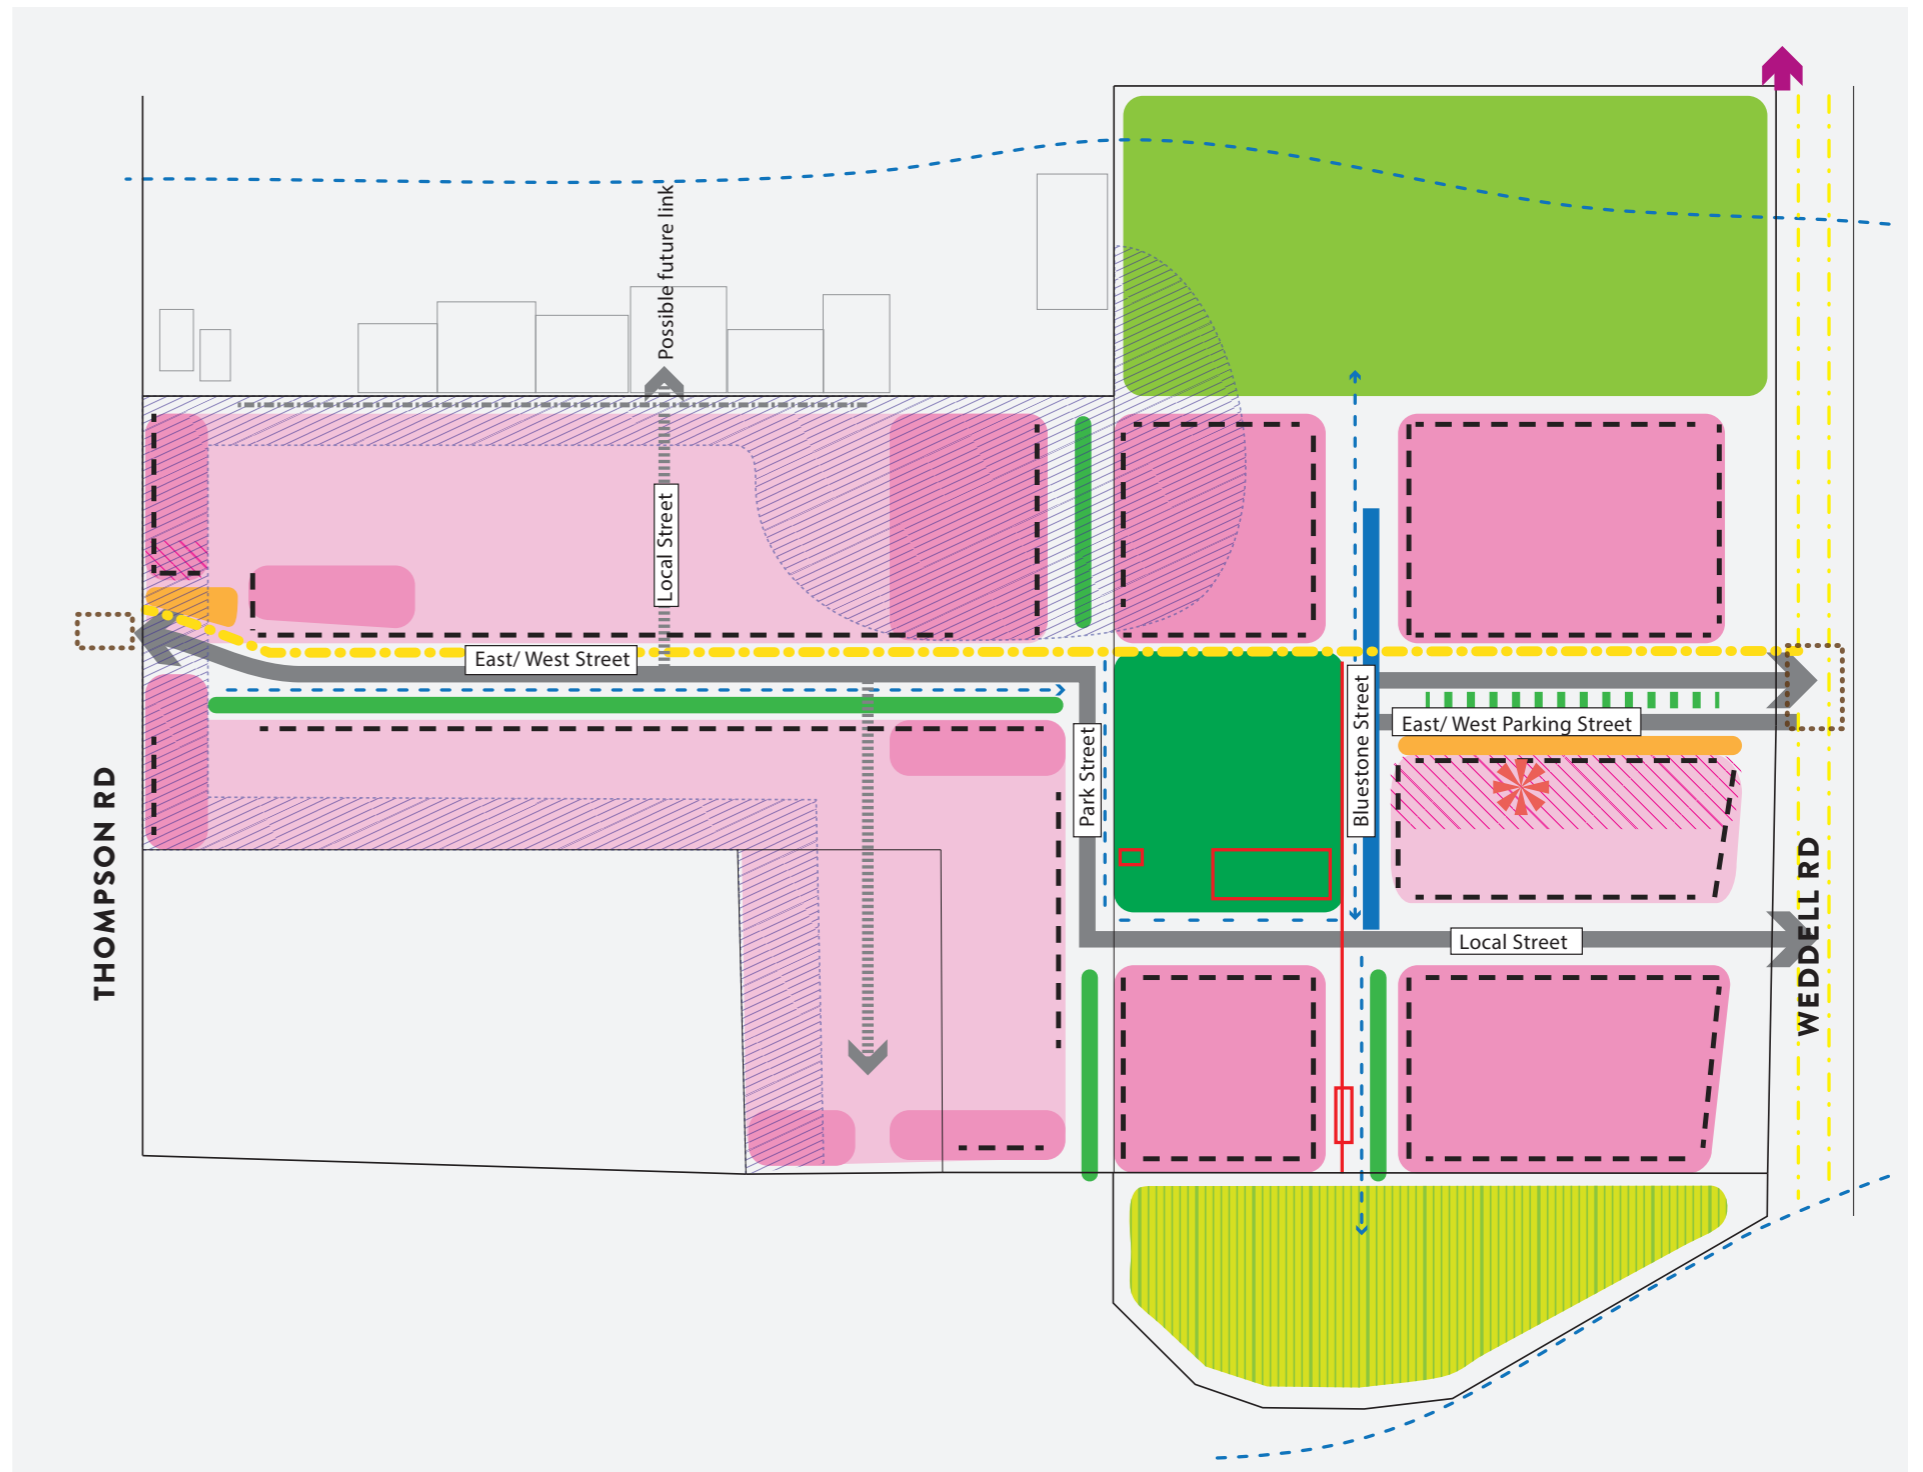 Possible future link
Local Street
East/ West Street
Park Street
Bluestone Street
East/ West Parking Street
THOMPSON RD
WEDDELL RD
Local Street